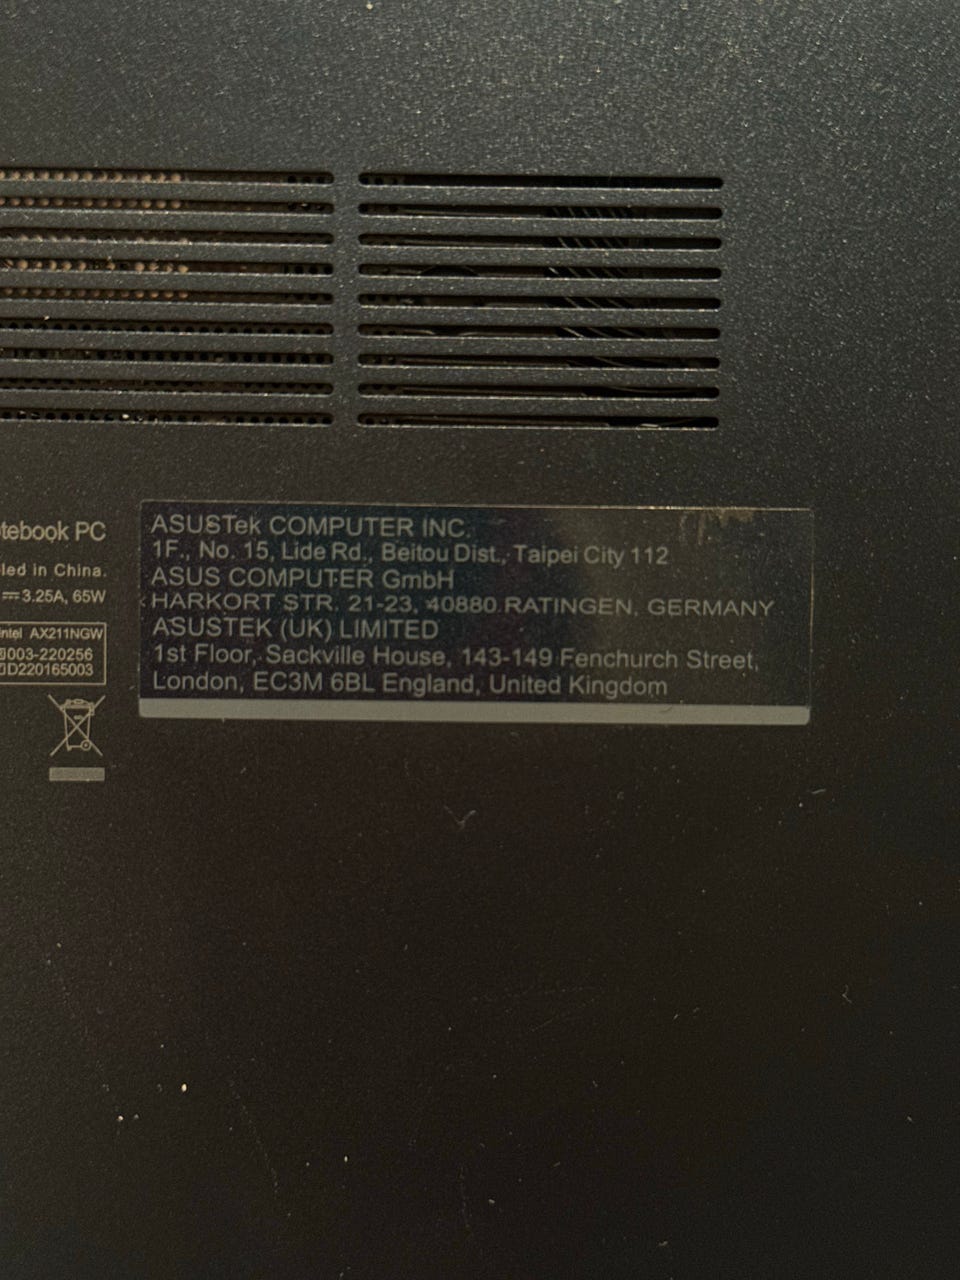 otebook PC
led in China.
⎓3.25A, 65W
Intel AX211NGW
003-220256
D220165003
ASUSTek COMPUTER INC.
1F., No. 15, Lide Rd., Beitou Dist., Taipei City 112
ASUS COMPUTER GmbH
HARKORT STR. 21-23, 40880 RATINGEN, GERMANY
ASUSTEK (UK) LIMITED
1st Floor, Sackville House, 143-149 Fenchurch Street,
London, EC3M 6BL England, United Kingdom